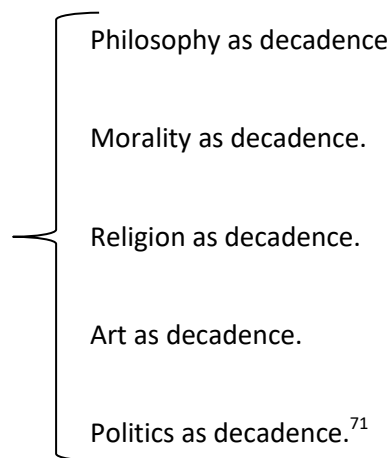 Philosophy as decadence
Morality as decadence.
Religion as decadence.
Art as decadence.
Politics as decadence.71